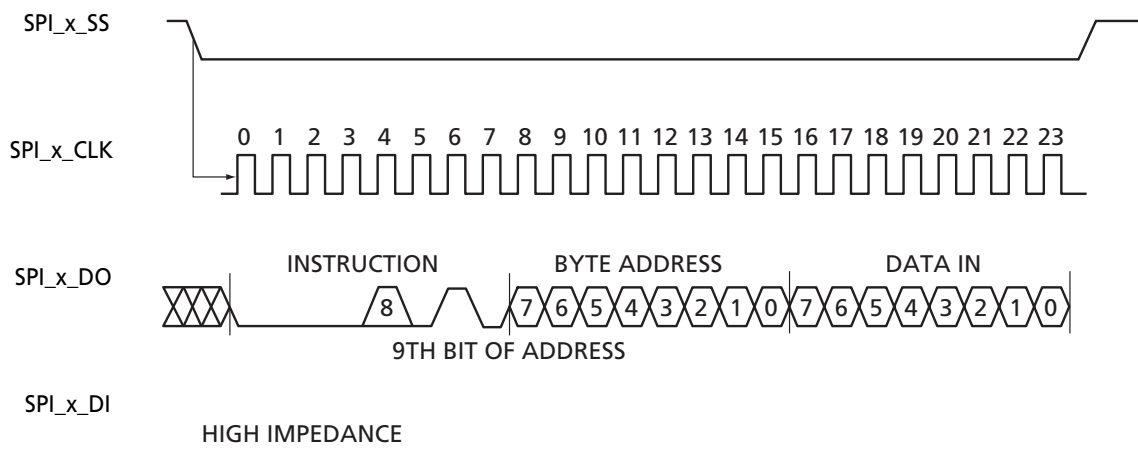 SPI_x_SS
SPI_x_CLK
0 1 2 3 4 5 6 7 8 9 10 11 12 13 14 15 16 17 18 19 20 21 22 23
SPI_x_DO
INSTRUCTION BYTE ADDRESS DATA IN
8 7 6 5 4 3 2 1 0 7 6 5 4 3 2 1 0
9TH BIT OF ADDRESS
SPI_x_DI
HIGH IMPEDANCE